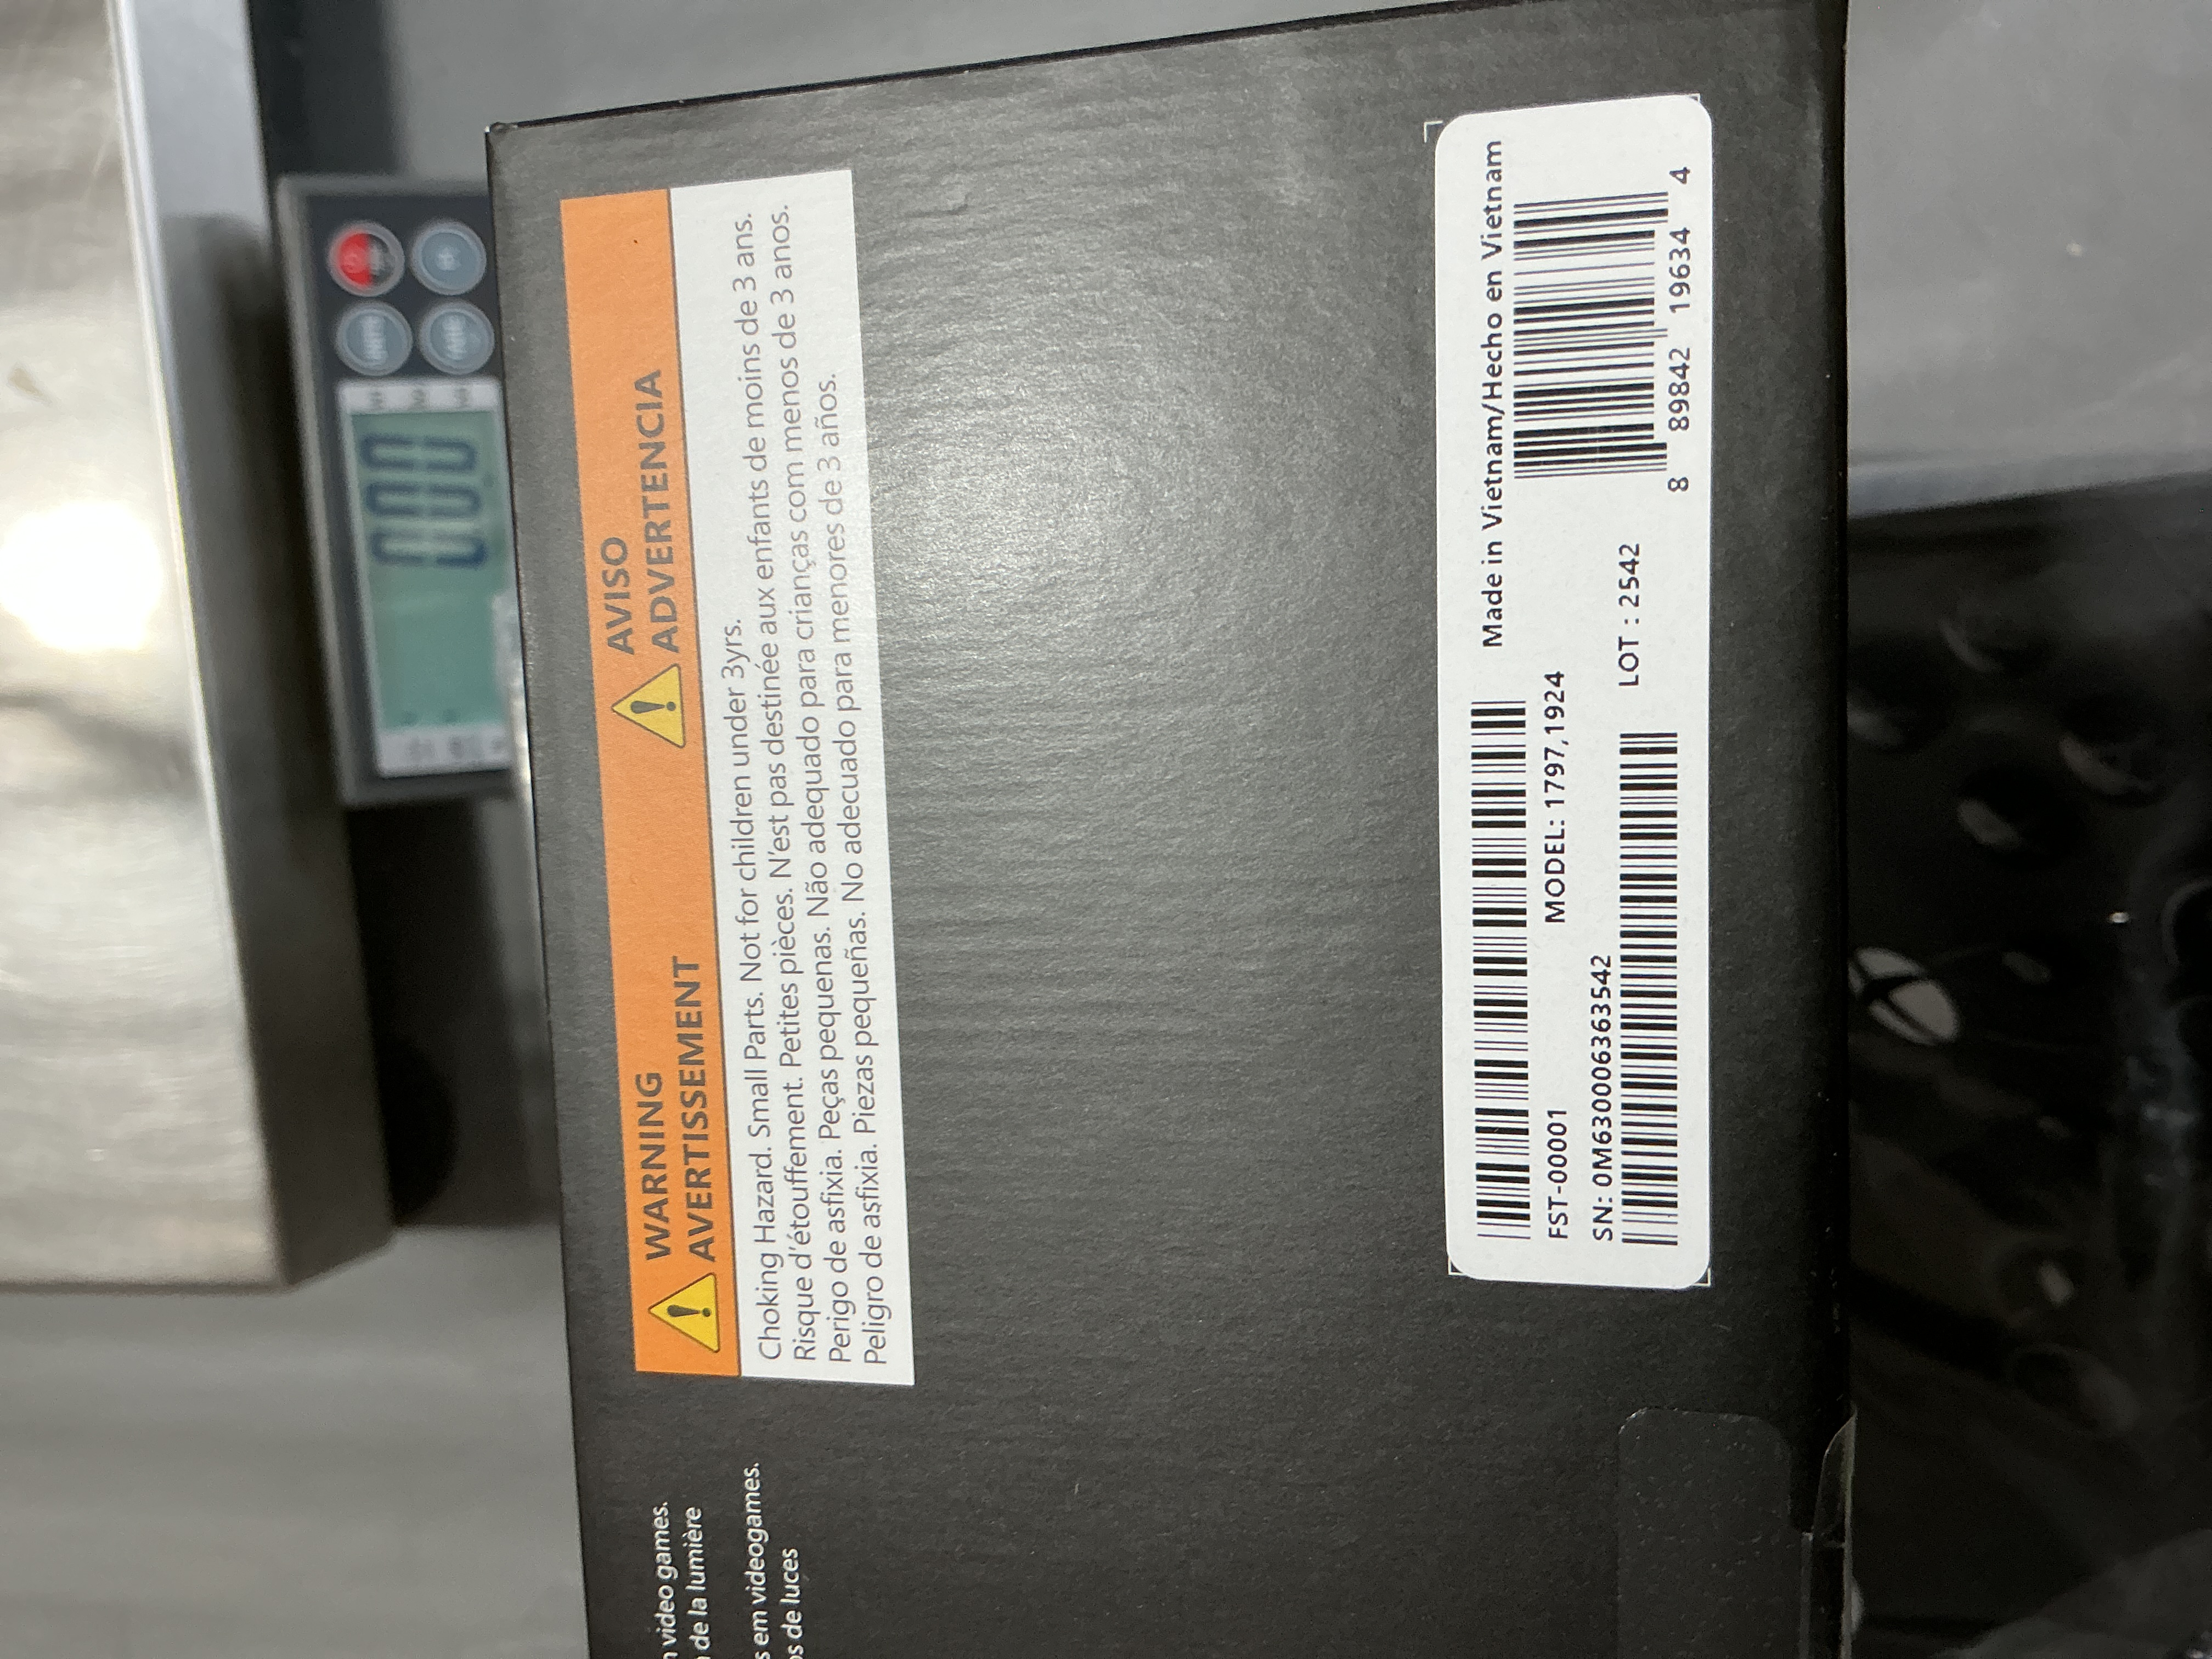 WARNING
AVERTISSEMENT
AVISO
ADVERTENCIA
Choking Hazard. Small Parts. Not for children under 3yrs.
Risque d'étouffement. Petites pièces. N'est pas destinée aux enfants de moins de 3 ans.
Perigo de asfixia. Peças pequenas. Não adequado para crianças com menos de 3 anos.
Peligro de asfixia. Piezas pequeñas. No adecuado para menores de 3 años.
video games.
de la lumière
em videogames.
de luces
Made in Vietnam/Hecho en Vietnam
FST-00001
MODEL: 1797,1924
SN: 0M630006363542
LOT : 2542
8 89842 19634 4
0.00